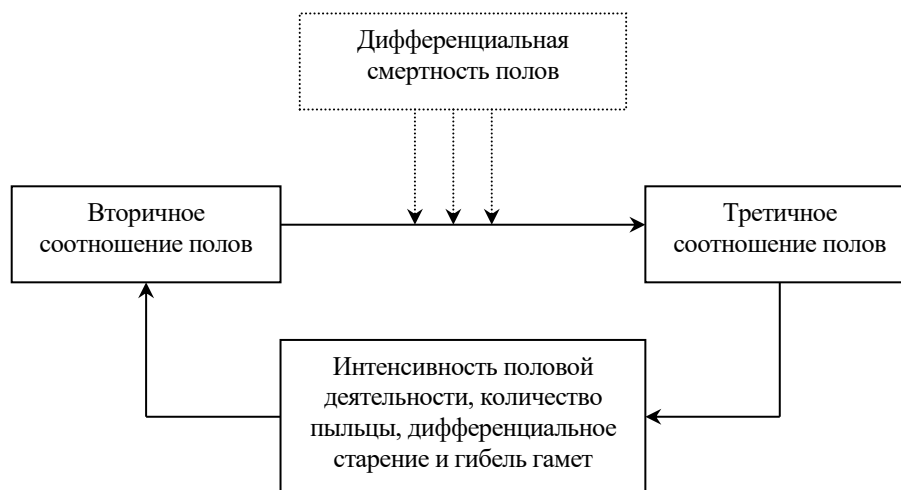 Дифференциальная
смертность полов
Вторичное
соотношение полов
Третичное
соотношение полов
Интенсивность половой
деятельности, количество
пыльцы, дифференциальное
старение и гибель гамет